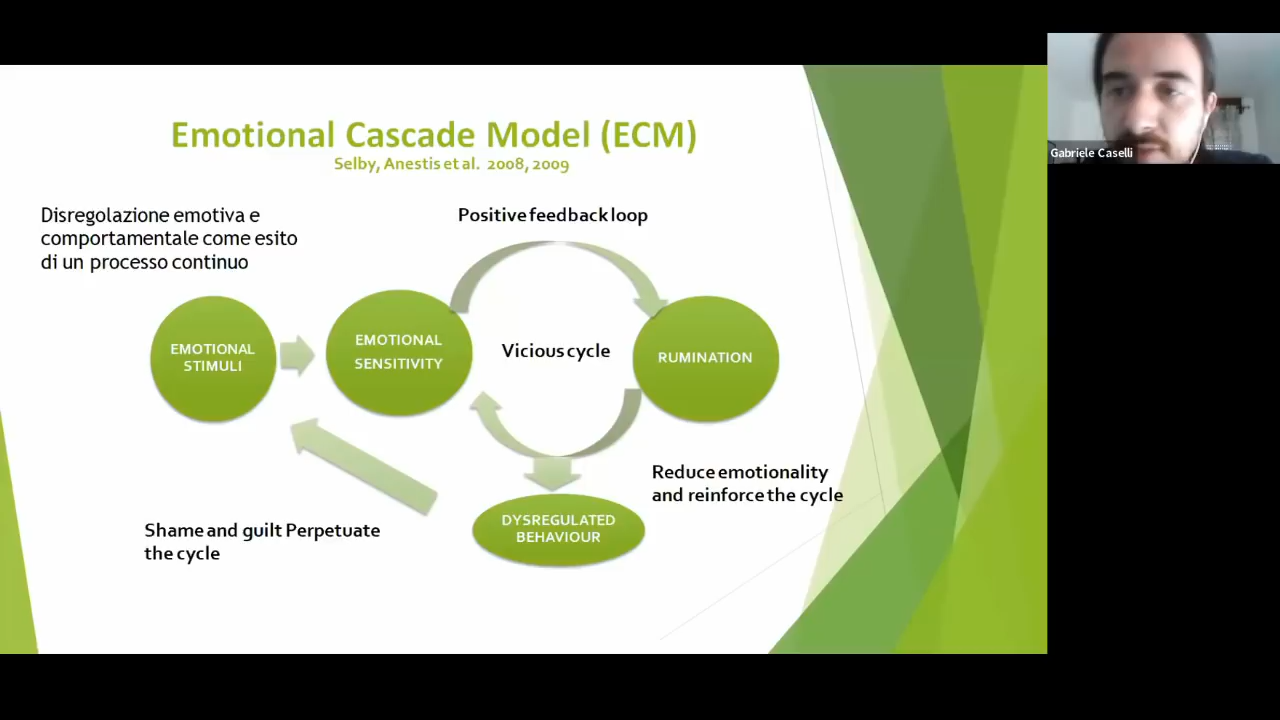 Emotional Cascade Model (ECM)
Selby, Anestis et al. 2008, 2009
Gabriele Caselli
Disregolazione emotiva e
comportamentale come esito
di un processo continuo
Positive feedback loop
EMOTIONAL
STIMULI
EMOTIONAL
SENSITIVITY
Vicious cycle
RUMINATION
Reduce emotionality
and reinforce the cycle
DYSREGULATED
BEHAVIOUR
Shame and guilt Perpetuate
the cycle